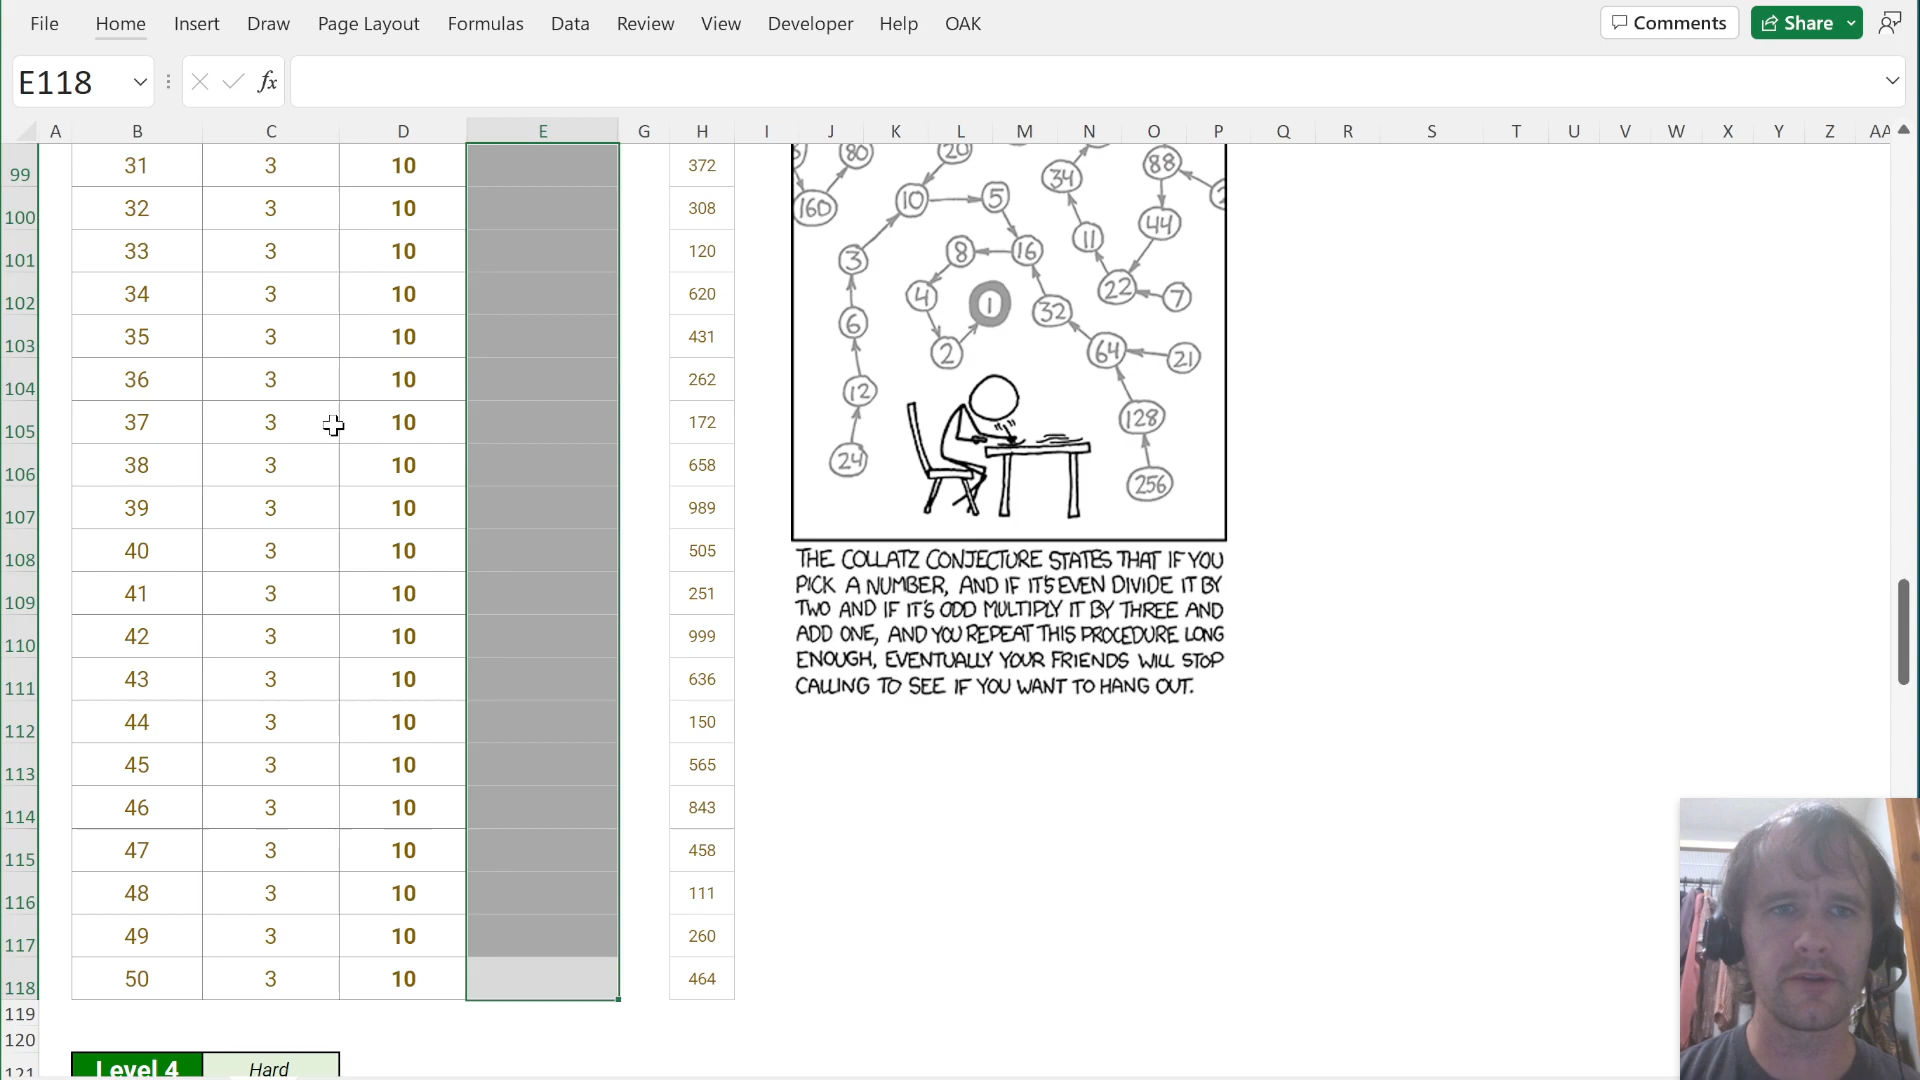 File Home Insert Draw Page Layout Formulas Data Review View Developer Help OAK Comments Share
E118 fx
A B C D E G H I J K L M N O P Q R S T U V W X Y Z AA
99 31 3 10 372
100 32 3 10 308
101 33 3 10 120
102 34 3 10 620
103 35 3 10 431
104 36 3 10 262
105 37 3 10 172
106 38 3 10 658
107 39 3 10 989
108 40 3 10 505
109 41 3 10 251
110 42 3 10 999
111 43 3 10 636
112 44 3 10 150
113 45 3 10 565
114 46 3 10 843
115 47 3 10 458
116 48 3 10 111
117 49 3 10 260
118 50 3 10 464
119
120
121 Level 4 Hard
80 20 88
160 10 5 34 44
3 8 16 11
4 1 32 22 7
6 2 64 21
12 128
24 256
THE COLLATZ CONJECTURE STATES THAT IF YOU
PICK A NUMBER, AND IF IT'S EVEN DIVIDE IT BY
TWO AND IF IT'S ODD MULTIPLY IT BY THREE AND
ADD ONE, AND YOU REPEAT THIS PROCEDURE LONG
ENOUGH, EVENTUALLY YOUR FRIENDS WILL STOP
CALLING TO SEE IF YOU WANT TO HANG OUT.